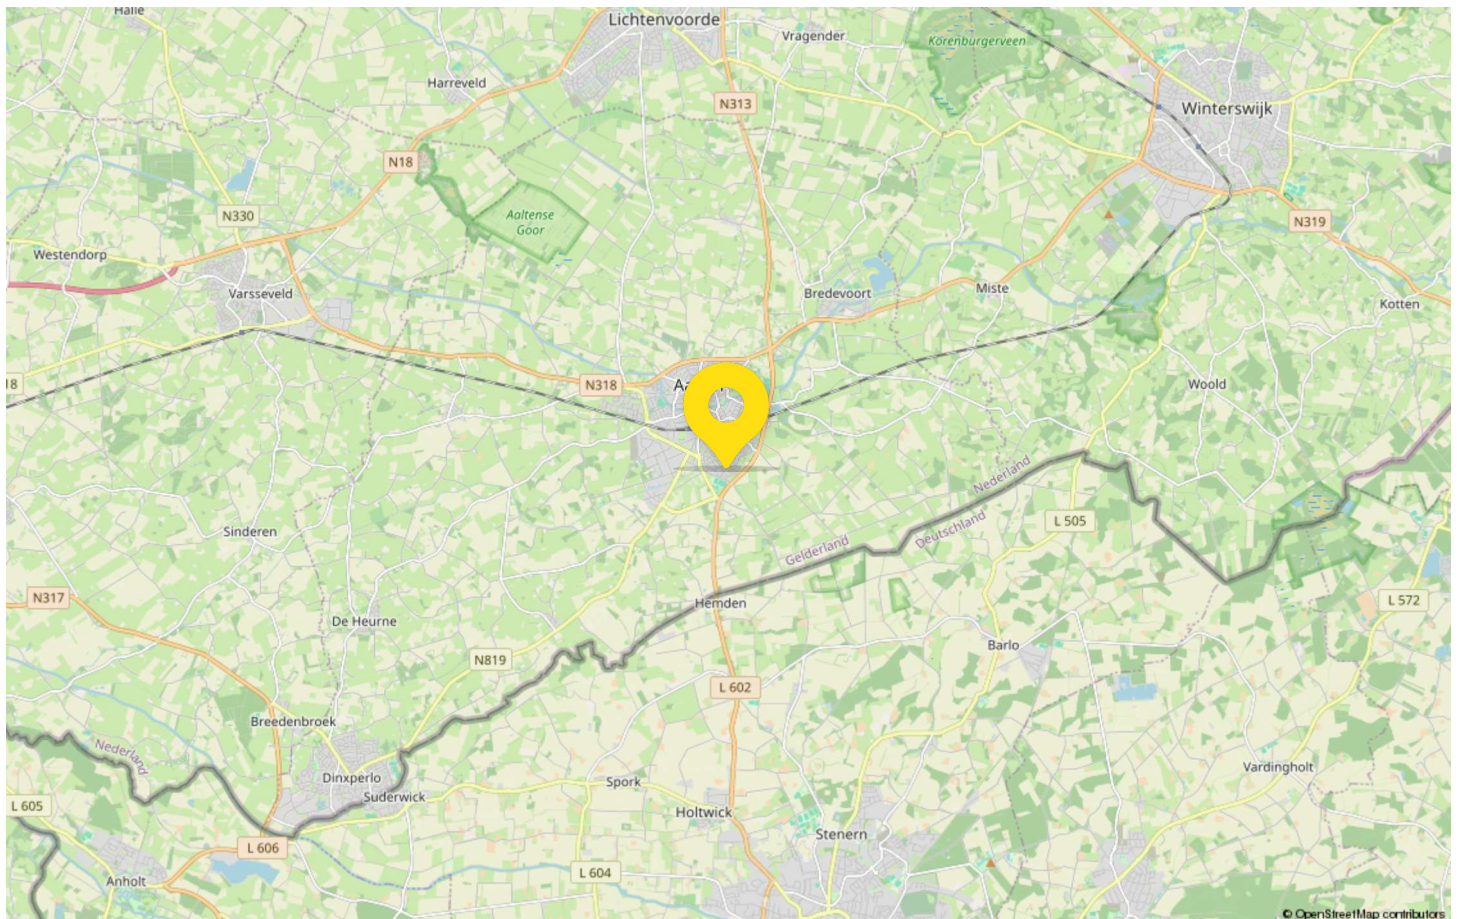 Halle
Lichtenvoorde
Vragender
Korenburgerveen
Harreveld
N313
Winterswijk
N18
N330
Aaltense
Goor
N319
Westendorp
Varsseveld
Bredevoort
Miste
Kotten
18
N318
Aa
Woold
Nederland
Deutschland
Gelderland
L 505
Sinderen
N317
Hemden
L 572
De Heurne
N819
Barlo
L 602
Breedenbroek
Nederland
Dinxperlo
Suderwick
Spork
Vardingholt
L 605
Holtwick
Stenern
L 606
L 604
Anholt
© OpenStreetMap contributors